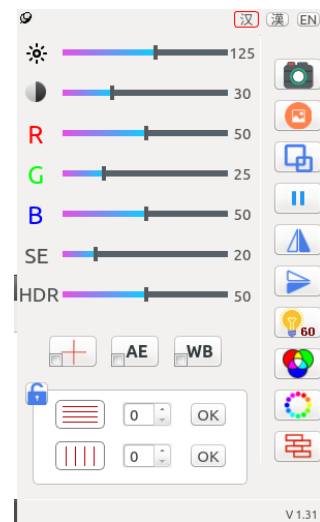 汉 漢 EN
125
30
R 50
G 25
B 50
SE 20
HDR 50
AE WB
60
0 OK
0 OK
V 1.31